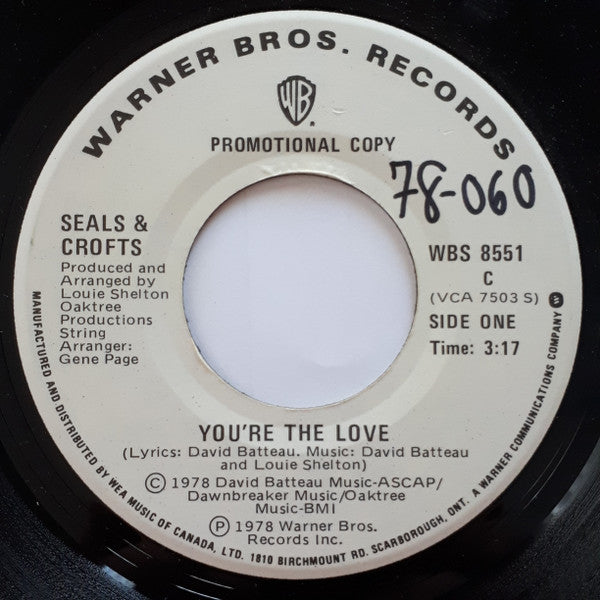 WARNER BROS. RECORDS
WB
PROMOTIONAL COPY
78-060
SEALS &
CROFTS
Produced and
Arranged by
Louie Shelton
Oaktree
Productions
String
Arranger:
Gene Page
WBS 8551
C
(VCA 7503 S)
SIDE ONE
Time: 3:17
YOU'RE THE LOVE
(Lyrics: David Batteau. Music: David Batteau
and Louie Shelton)
© 1978 David Batteau Music-ASCAP/
Dawnbreaker Music/Oaktree
Music-BMI
℗ 1978 Warner Bros.
Records Inc.
MANUFACTURED AND DISTRIBUTED BY WEA MUSIC OF CANADA, LTD. 1810 BIRCHMOUNT RD. SCARBOROUGH, ONT. A WARNER COMMUNICATIONS COMPANY